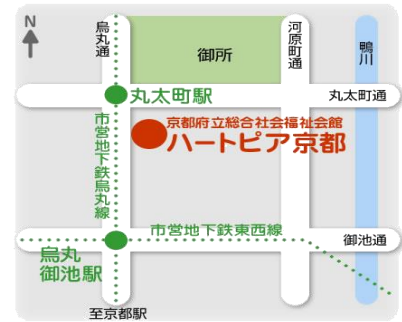 N
烏丸通
御所
河原町通
鴨川
丸太町駅
丸太町通
京都府立総合社会福祉会館
ハートピア京都
市営地下鉄烏丸線
市営地下鉄東西線
御池通
烏丸
御池駅
至京都駅